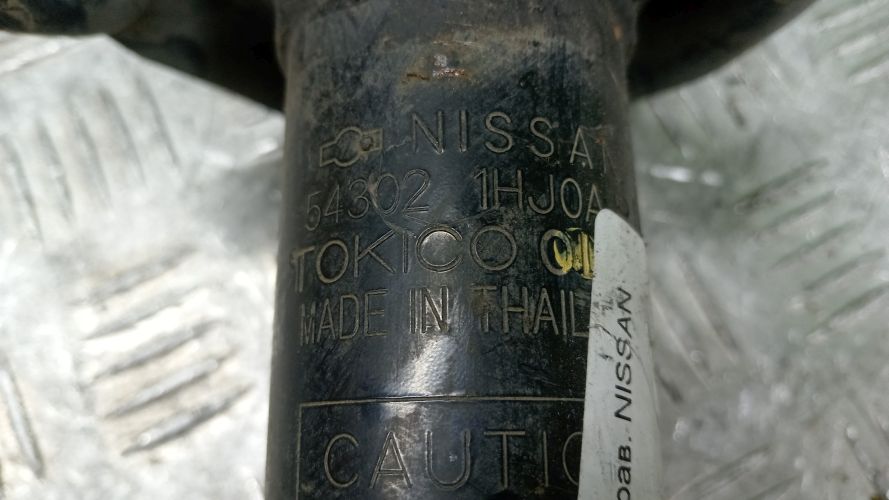 NISSAN
54302 1HJ0A
TOKICO
MADE IN THAIL
CAUTIO
NISSAN